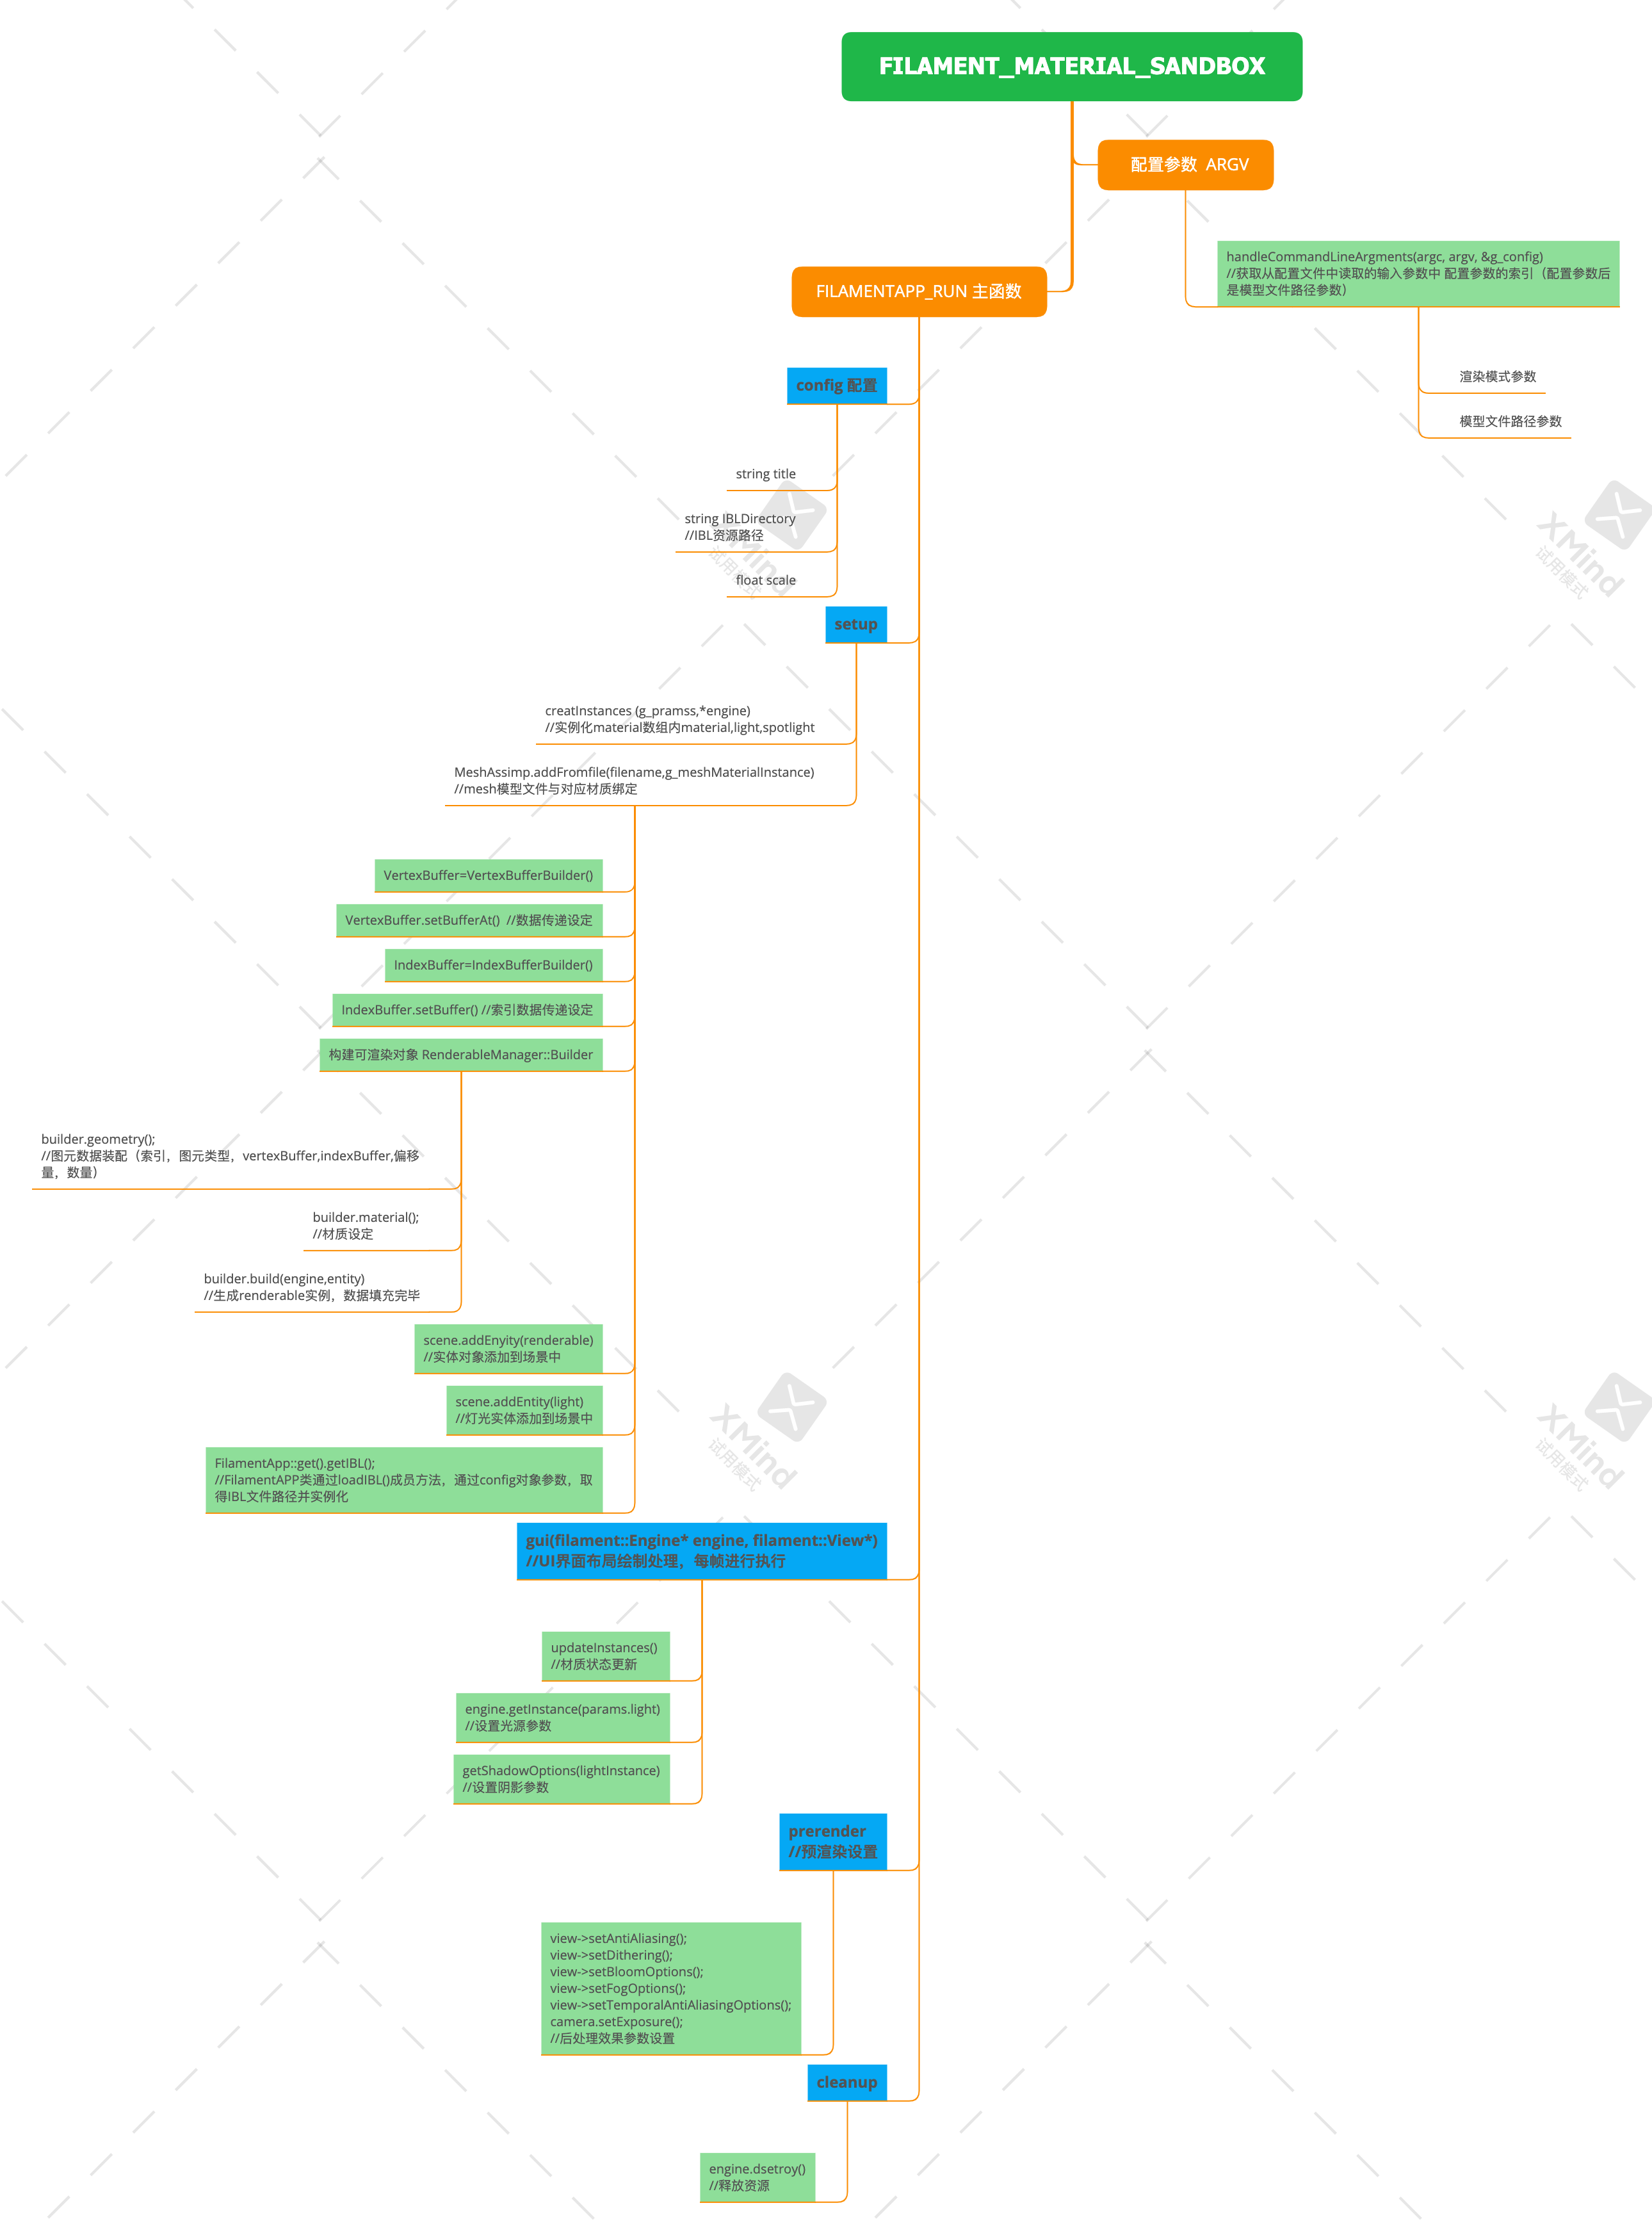 FILAMENT_MATERIAL_SANDBOX
配置参数 ARGV
handleCommandLineArgments(argc, argv, &g_config)
//获取从配置文件中读取的输入参数中 配置参数的索引（配置参数后
是模型文件路径参数）
渲染模式参数
模型文件路径参数
FILAMENTAPP_RUN 主函数
config 配置
string title
string IBLDirectory
//IBL资源路径
float scale
setup
creatInstances (g_pramss,*engine)
//实例化material数组内material,light,spotlight
MeshAssimp.addFromfile(filename,g_meshMaterialInstance)
//mesh模型文件与对应材质绑定
VertexBuffer=VertexBufferBuilder()
VertexBuffer.setBufferAt() //数据传递设定
IndexBuffer=IndexBufferBuilder()
IndexBuffer.setBuffer() //索引数据传递设定
构建可渲染对象 RenderableManager::Builder
builder.geometry();
//图元数据装配（索引，图元类型，vertexBuffer,indexBuffer,偏移
量，数量）
builder.material();
//材质设定
builder.build(engine,entity)
//生成renderable实例，数据填充完毕
scene.addEnyity(renderable)
//实体对象添加到场景中
scene.addEntity(light)
//灯光实体添加到场景中
FilamentApp::get().getIBL();
//FilamentAPP类通过loadIBL()成员方法，通过config对象参数，取
得IBL文件路径并实例化
gui(filament::Engine* engine, filament::View*)
//UI界面布局绘制处理，每帧进行执行
updateInstances()
//材质状态更新
engine.getInstance(params.light)
//设置光源参数
getShadowOptions(lightInstance)
//设置阴影参数
prerender
//预渲染设置
view->setAntiAliasing();
view->setDithering();
view->setBloomOptions();
view->setFogOptions();
view->setTemporalAntiAliasingOptions();
camera.setExposure();
//后处理效果参数设置
cleanup
engine.dsetroy()
//释放资源
XMind
试用模式
XMind
试用模式
XMind
试用模式
XMind
试用模式